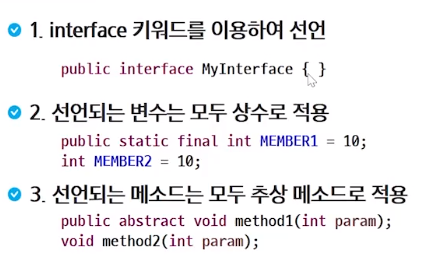 1. interface 키워드를 이용하여 선언
public interface MyInterface { }
2. 선언되는 변수는 모두 상수로 적용
public static final int MEMBER1 = 10;
int MEMBER2 = 10;
3. 선언되는 메소드는 모두 추상 메소드로 적용
public abstract void method1(int param);
void method2(int param);